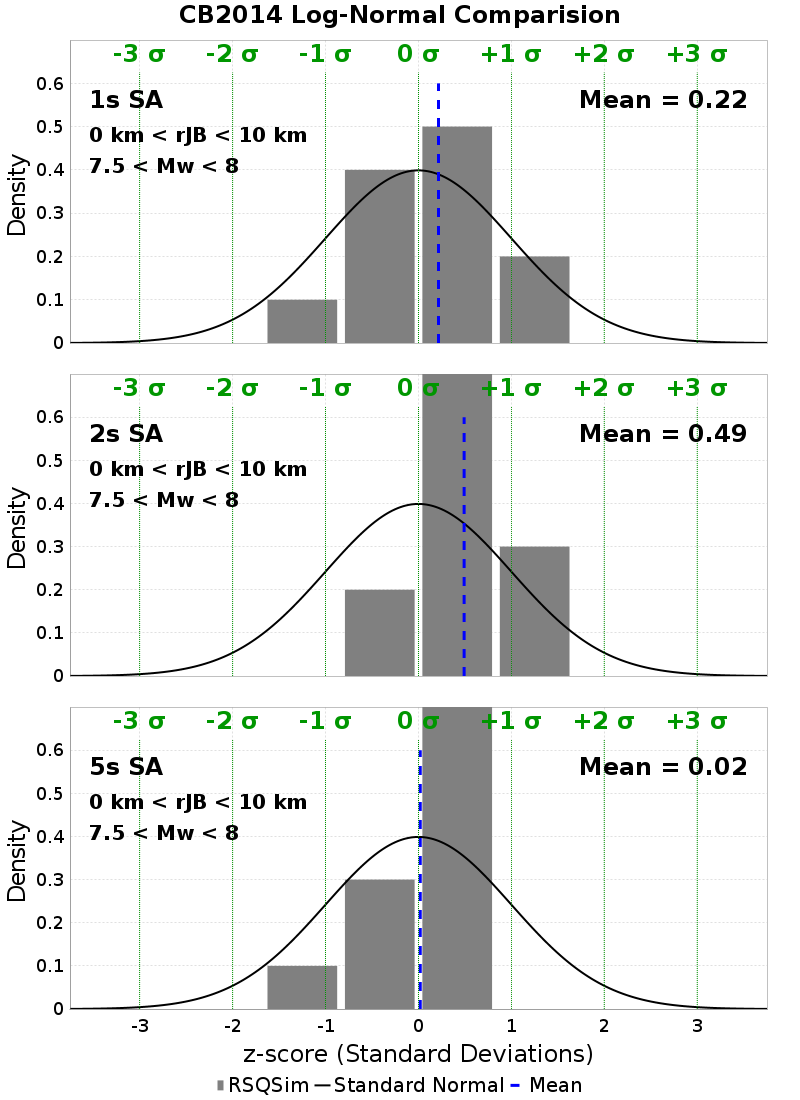 CB2014 Log-Normal Comparision
-3 σ -2 σ -1 σ 0 σ +1 σ +2 σ +3 σ
1s SA Mean = 0.22
0 km < rJB < 10 km
7.5 < Mw < 8
Density
0.6
0.5
0.4
0.3
0.2
0.1
0
-3 σ -2 σ -1 σ 0 σ +1 σ +2 σ +3 σ
2s SA Mean = 0.49
0 km < rJB < 10 km
7.5 < Mw < 8
Density
0.6
0.5
0.4
0.3
0.2
0.1
0
-3 σ -2 σ -1 σ 0 σ +1 σ +2 σ +3 σ
5s SA Mean = 0.02
0 km < rJB < 10 km
7.5 < Mw < 8
Density
0.6
0.5
0.4
0.3
0.2
0.1
0
-3 -2 -1 0 1 2 3
z-score (Standard Deviations)
RSQSim Standard Normal Mean